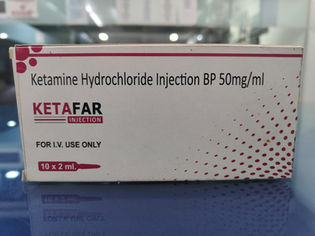 Ketamine Hydrochloride Injection BP 50mg/ml
KETAFAR
INJECTION
FOR I.V. USE ONLY
10 x 2 ml.